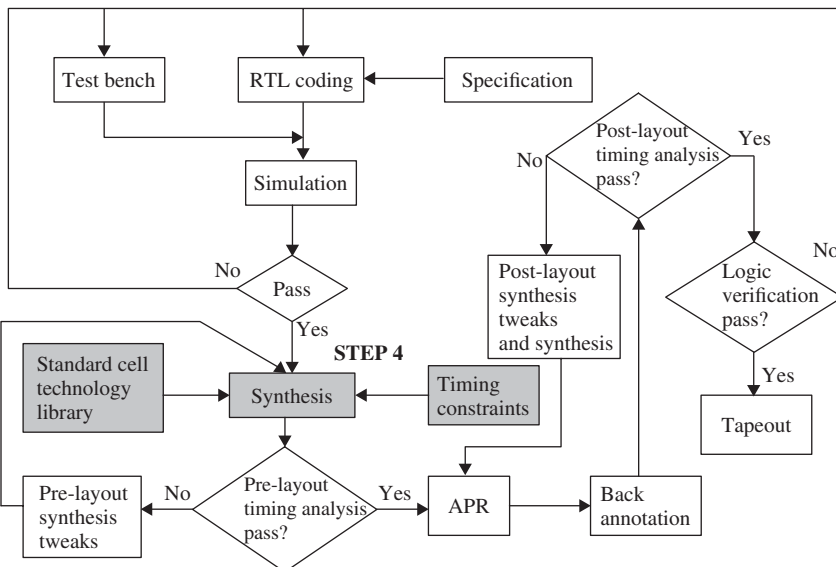 Test bench
RTL coding
Specification
Post-layout
timing analysis
pass?
Yes
No
Simulation
No
Pass
Yes
Post-layout
synthesis
tweaks
and synthesis
Logic
verification
pass?
No
Yes
Tapeout
STEP 4
Standard cell
technology
library
Synthesis
Timing
constraints
Pre-layout
synthesis
tweaks
No
Pre-layout
timing analysis
pass?
Yes
APR
Back
annotation